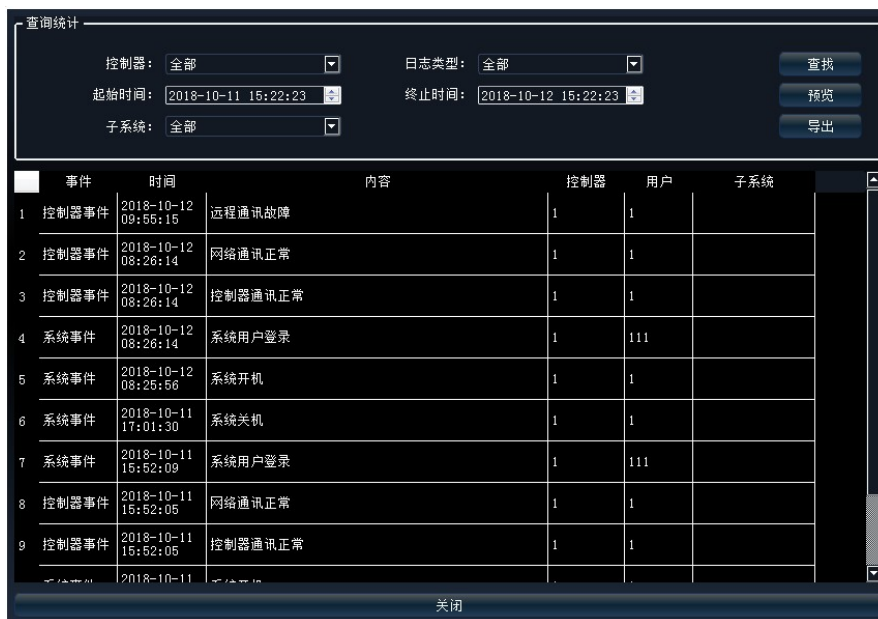 查询统计
控制器： 全部 日志类型： 全部 查找
起始时间： 2018-10-11 15:22:23 终止时间： 2018-10-12 15:22:23 预览
子系统： 全部 导出
事件 时间 内容 控制器 用户 子系统
1 控制器事件 2018-10-12 09:55:15 远程通讯故障 1 1
2 控制器事件 2018-10-12 08:26:14 网络通讯正常 1 1
3 控制器事件 2018-10-12 08:26:14 控制器通讯正常 1 1
4 系统事件 2018-10-12 08:26:14 系统用户登录 1 111
5 系统事件 2018-10-12 08:25:56 系统开机 1 1
6 系统事件 2018-10-11 17:01:30 系统关机 1 1
7 系统事件 2018-10-11 15:52:09 系统用户登录 1 111
8 控制器事件 2018-10-11 15:52:05 网络通讯正常 1 1
9 控制器事件 2018-10-11 15:52:05 控制器通讯正常 1 1
2018-10-11
关闭